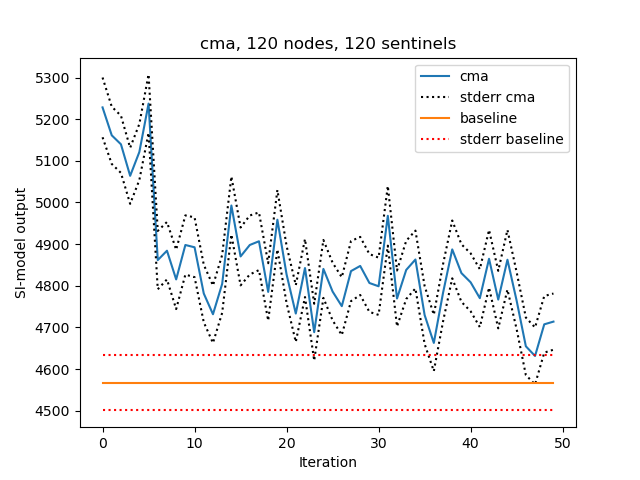 cma, 120 nodes, 120 sentinels
5300
5200
5100
5000
4900
4800
4700
4600
4500
SI-model output
cma
stderr cma
baseline
stderr baseline
0
10
20
30
40
50
Iteration